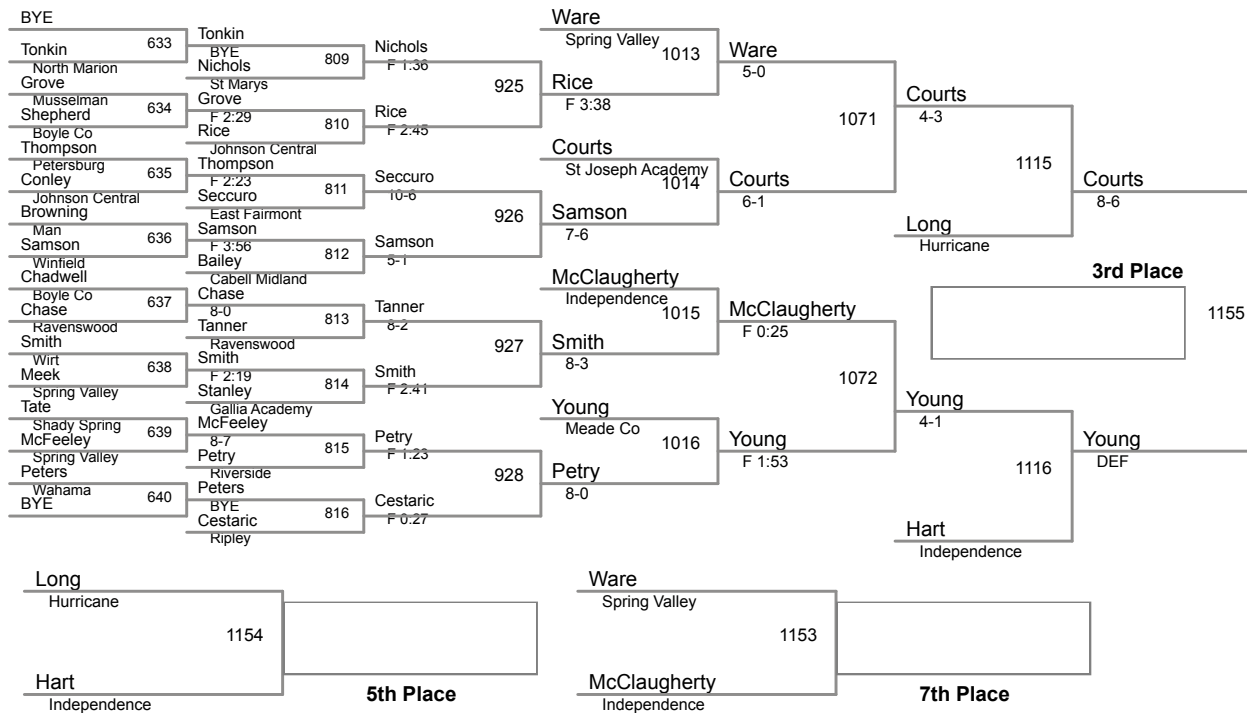 BYE
633
Tonkin
North Marion
Grove
634
Musselman
Shepherd
Boyle Co
Thompson
635
Petersburg
Conley
Johnson Central
Browning
636
Man
Samson
Winfield
Chadwell
637
Boyle Co
Chase
Ravenswood
Smith
638
Wirt
Meek
Spring Valley
Tate
639
Shady Spring
McFeeley
Spring Valley
Peters
640
Wahama
BYE
Tonkin
BYE
809
Nichols
St Marys
Grove
F 2:29
810
Rice
Johnson Central
Thompson
F 2:23
811
Seccuro
East Fairmont
Samson
F 3:56
812
Bailey
Cabell Midland
Chase
8-0
813
Tanner
Ravenswood
Smith
F 2:19
814
Stanley
Gallia Academy
McFeeley
8-7
815
Petry
Riverside
Peters
BYE
816
Cestaric
Ripley
Nichols
F 1:36
925
Rice
F 2:45
Seccuro
10-6
926
Samson
5-1
Tanner
8-2
927
Smith
F 2:41
Petry
F 1:23
928
Cestaric
F 0:27
Ware
Spring Valley
1013
Rice
F 3:38
Courts
St Joseph Academy
1014
Samson
7-6
McClaugherty
Independence
1015
Smith
8-3
Young
Meade Co
1016
Petry
8-0
Ware
5-0
1071
Courts
6-1
McClaugherty
F 0:25
1072
Young
F 1:53
Courts
4-3
1115
Long
Hurricane
Young
4-1
1116
Hart
Independence
Courts
8-6
3rd Place
1155
Young
DEF
Long
Hurricane
1154
Hart
Independence
5th Place
Ware
Spring Valley
1153
McClaugherty
Independence
7th Place